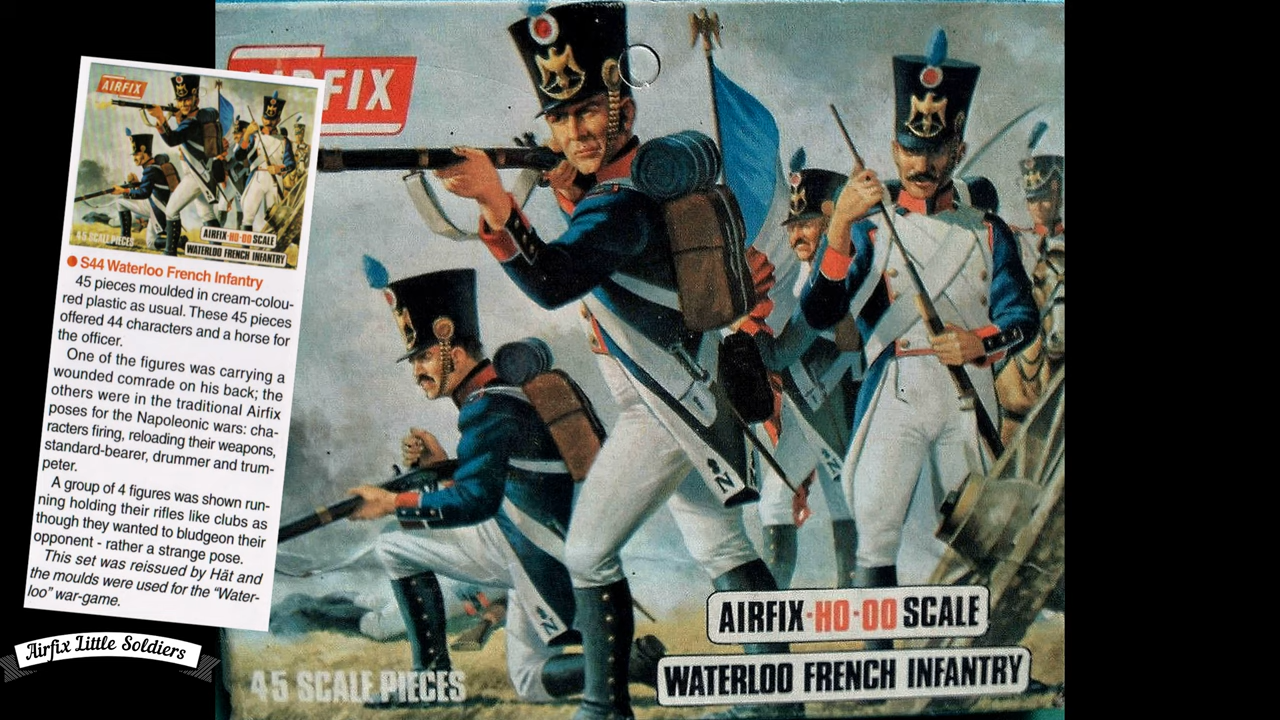 AIRFIX
45 SCALE PIECES
AIRFIX-HO-OO SCALE
WATERLOO FRENCH INFANTRY
● S44 Waterloo French Infantry
45 pieces moulded in cream-colou-
red plastic as usual. These 45 pieces
offered 44 characters and a horse for
the officer.
One of the figures was carrying a
wounded comrade on his back; the
others were in the traditional Airfix
poses for the Napoleonic wars: cha-
racters firing, reloading their weapons,
standard-bearer, drummer and trum-
peter.
A group of 4 figures was shown run-
ning holding their rifles like clubs as
though they wanted to bludgeon their
opponent - rather a strange pose.
This set was reissued by Hät and
the moulds were used for the “Water-
loo” war-game.
Airfix Little Soldiers
FIX
N
N
N
AIRFIX·HO·OO SCALE
WATERLOO FRENCH INFANTRY
45 SCALE PIECES